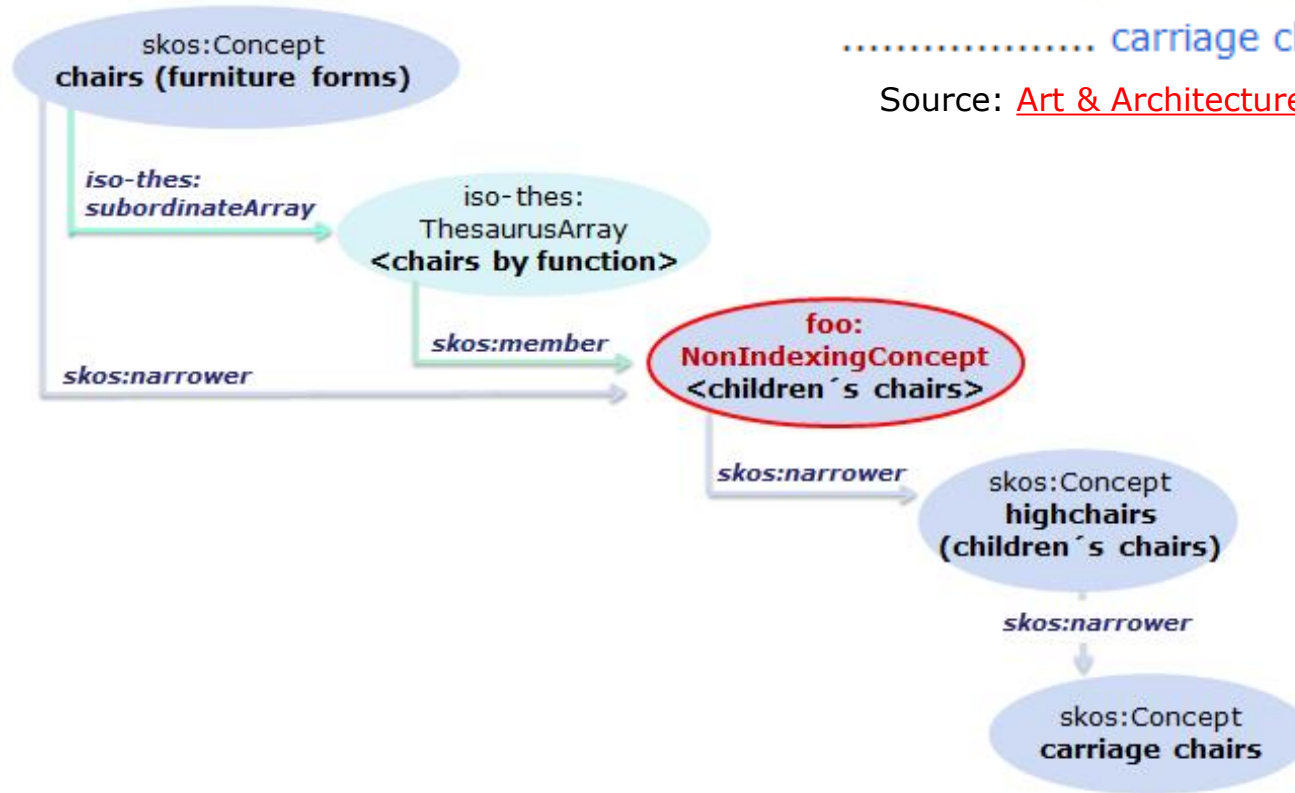 skos:Concept
chairs (furniture forms)
................... carriage
Source: Art & Architecture
iso-thes:
subordinateArray
iso-thes:
ThesaurusArray
<chairs by function>
skos:member
foo:
NonIndexingConcept
<children´s chairs>
skos:narrower
skos:narrower
skos:Concept
highchairs
(children´s chairs)
skos:narrower
skos:Concept
carriage chairs